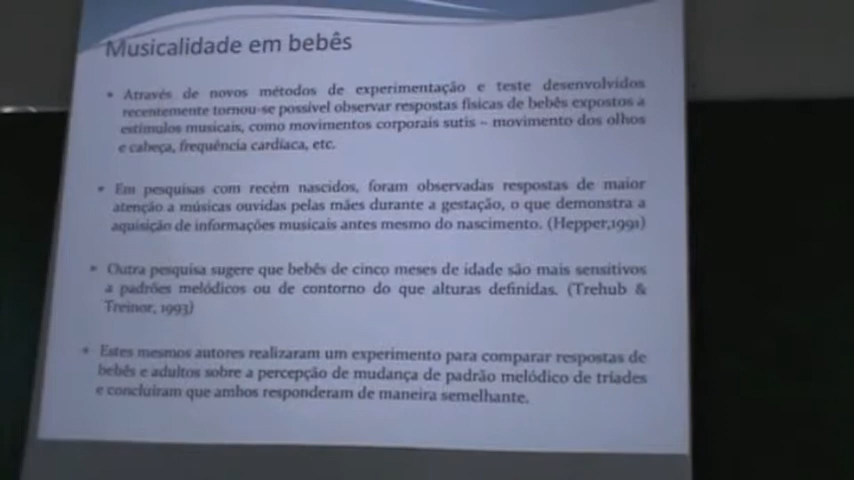 Musicalidade em bebês
• Através de novos métodos de experimentação e teste desenvolvidos
recentemente tornou-se possível observar respostas físicas de bebês expostos a
estímulos musicais, como movimentos corporais sutis – movimento dos olhos
e cabeça, frequência cardíaca, etc.
• Em pesquisas com recém nascidos, foram observadas respostas de maior
atenção a músicas ouvidas pelas mães durante a gestação, o que demonstra a
aquisição de informações musicais antes mesmo do nascimento. (Hepper,1991)
• Outra pesquisa sugere que bebês de cinco meses de idade são mais sensitivos
a padrões melódicos ou de contorno do que alturas definidas. (Trehub &
Treinor, 1993)
• Estes mesmos autores realizaram um experimento para comparar respostas de
bebês e adultos sobre a percepção de mudança de padrão melódico de tríades
e concluíram que ambos responderam de maneira semelhante.